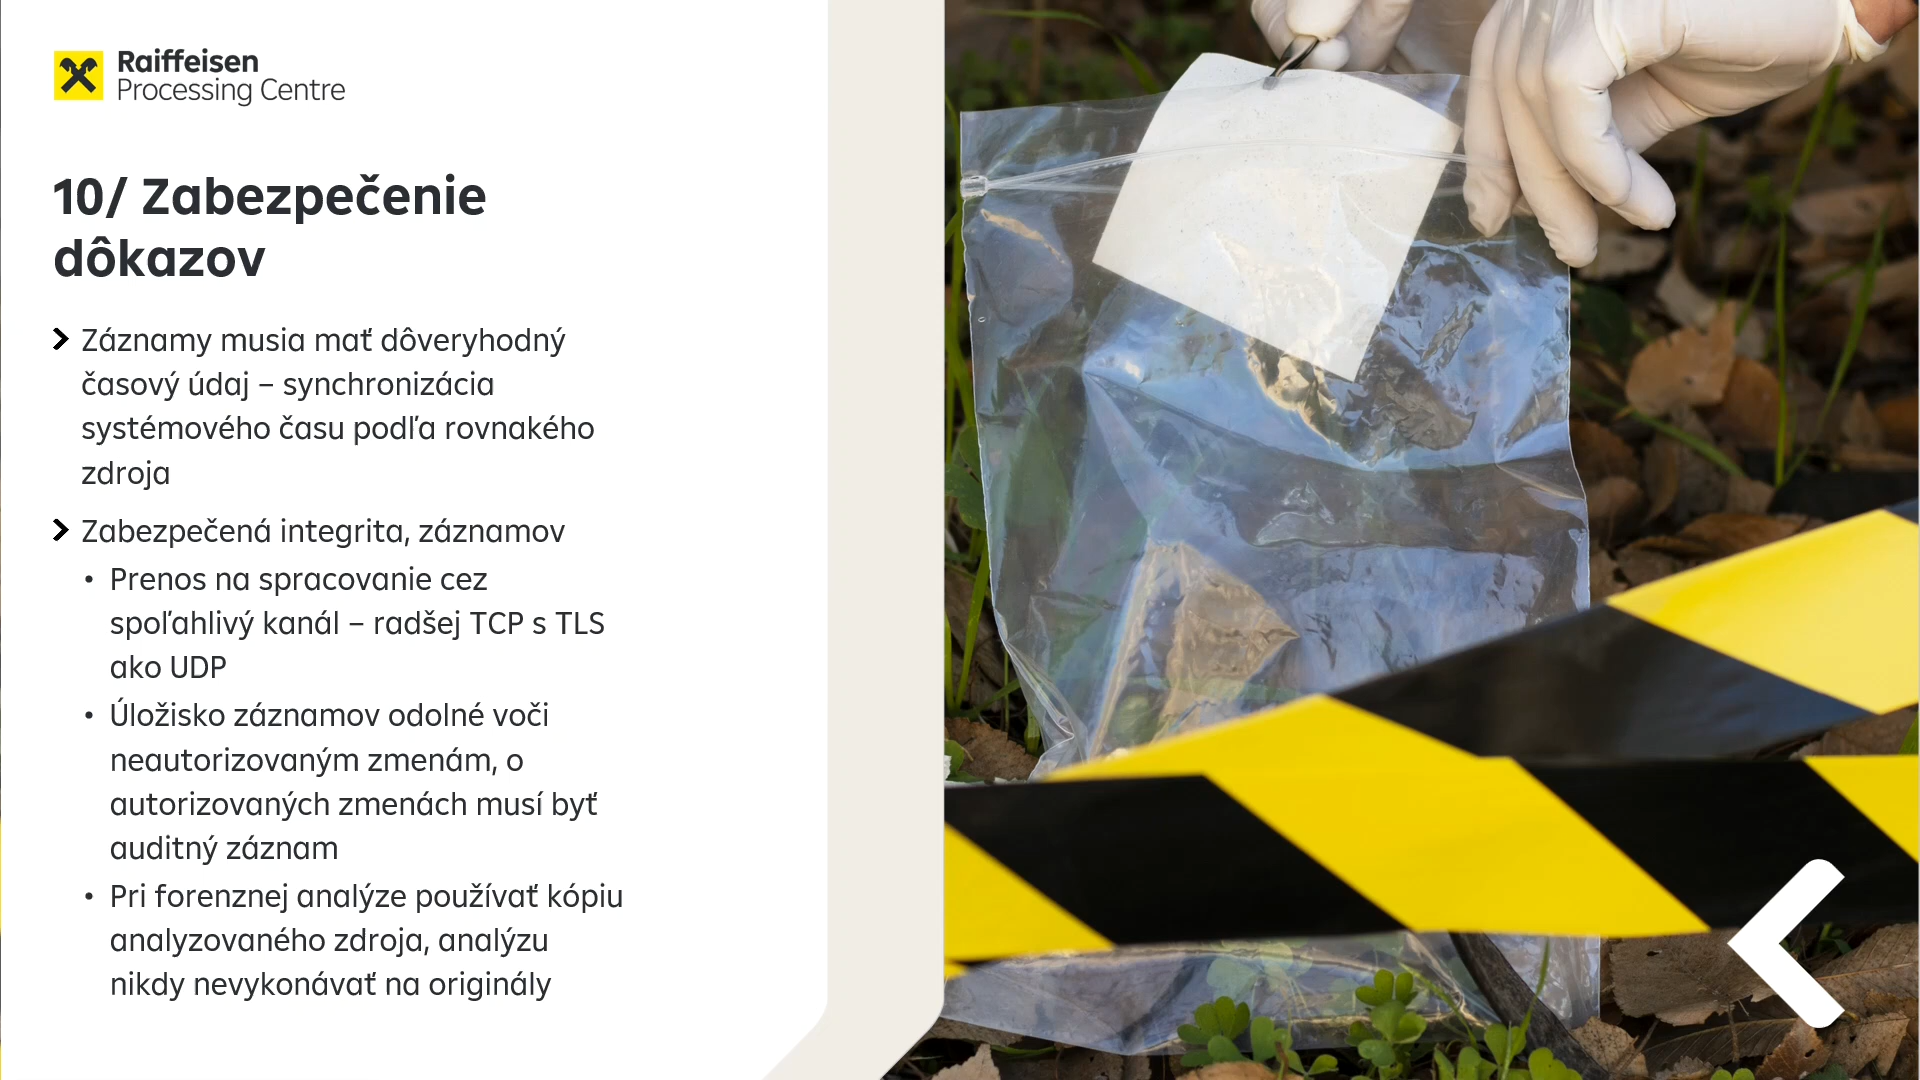 Raiffeisen
Processing Centre
10/ Zabezpečenie
dôkazov
Záznamy musia mať dôveryhodný
časový údaj – synchronizácia
systémového času podľa rovnakého
zdroja
Zabezpečená integrita, záznamov
• Prenos na spracovanie cez
spoľahlivý kanál – radšej TCP s TLS
ako UDP
• Úložisko záznamov odolné voči
neautorizovaným zmenám, o
autorizovaných zmenách musí byť
auditný záznam
• Pri forenznej analýze používať kópiu
analyzovaného zdroja, analýzu
nikdy nevykonávať na originály